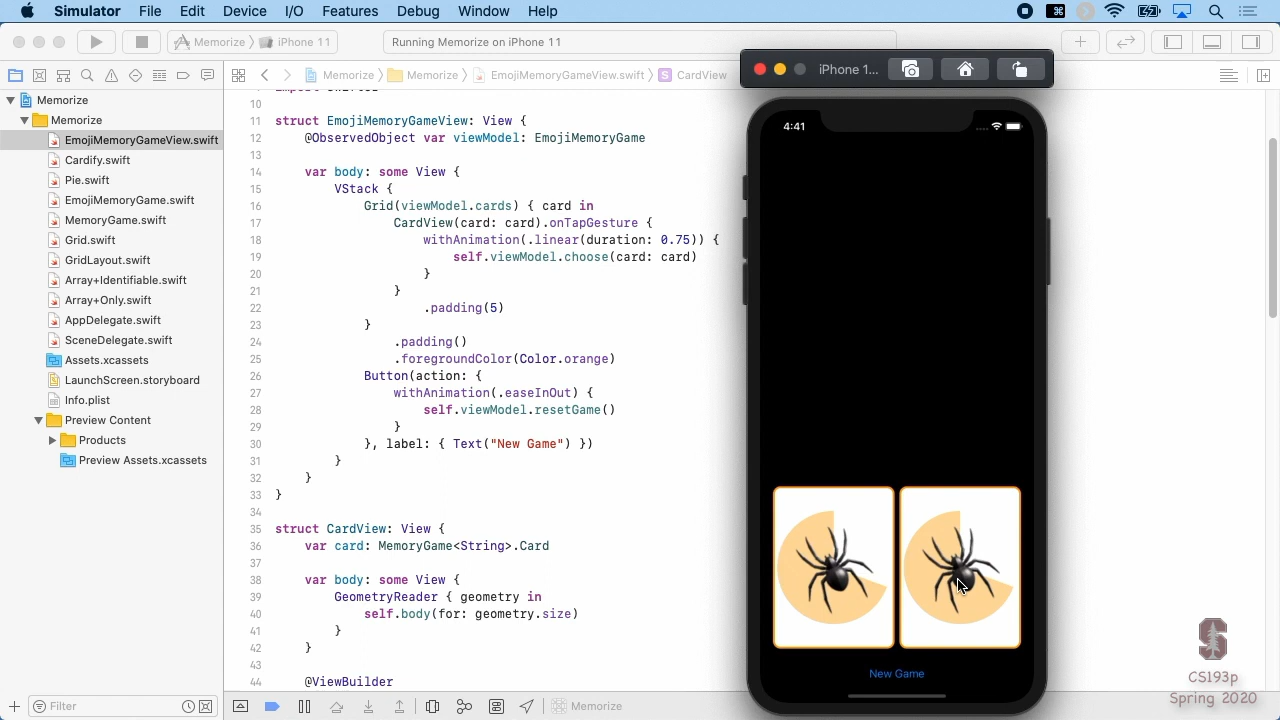 Simulator File Edit Device I/O Features Debug Window Help
Memorize iPhone 11 Running Memorize on iPhone 11
iPhone 1...
Memorize Memorize EmojiMemoryGameView.swift CardView
Memorize
Memorize
EmojiMemoryGameView.swift
Cardify.swift
Pie.swift
EmojiMemoryGame.swift
MemoryGame.swift
Grid.swift
GridLayout.swift
Array+Identifiable.swift
Array+Only.swift
AppDelegate.swift
SceneDelegate.swift
Assets.xcassets
LaunchScreen.storyboard
Info.plist
Preview Content
Products
Preview Assets.xcassets
Filter
10
11 struct EmojiMemoryGameView: View {
12 @ObservedObject var viewModel: EmojiMemoryGame
13
14 var body: some View {
15 VStack {
16 Grid(viewModel.cards) { card in
17 CardView(card: card).onTapGesture {
18 withAnimation(.linear(duration: 0.75)) {
19 self.viewModel.choose(card: card)
20 }
21 }
22 .padding(5)
23 }
24 .padding()
25 .foregroundColor(Color.orange)
26 Button(action: {
27 withAnimation(.easeInOut) {
28 self.viewModel.resetGame()
29 }
30 }, label: { Text("New Game") })
31 }
32 }
33 }
34
35 struct CardView: View {
36 var card: MemoryGame<String>.Card
37
38 var body: some View {
39 GeometryReader { geometry in
40 self.body(for: geometry.size)
41 }
42 }
43
44 @ViewBuilder
Memorize
4:41
New Game
CS193p
Spring 2020